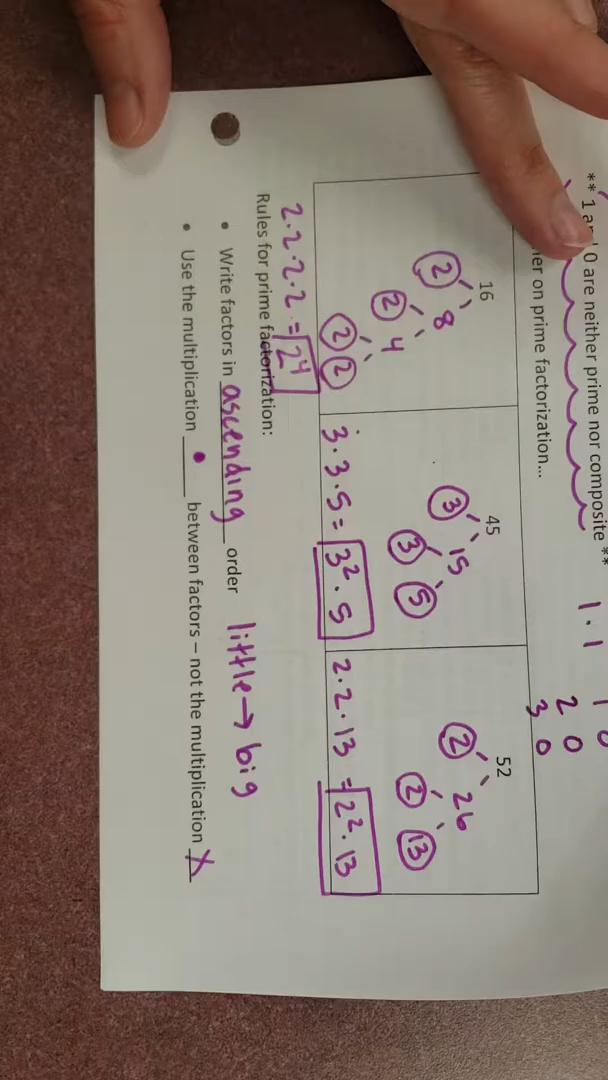 ** 1 and 0 are neither prime nor composite **
1 · 1
1 0
2 0
3 0
on prime factorization...
16
2 8
2 4
2 2
2·2·2·2 = 2⁴
45
3 15
3 5
3·3·5 = 3²·5
52
2 26
2 13
2·2·13 = 2²·13
Rules for prime factorization:
• Write factors in ascending order little → big
• Use the multiplication • between factors – not the multiplication X